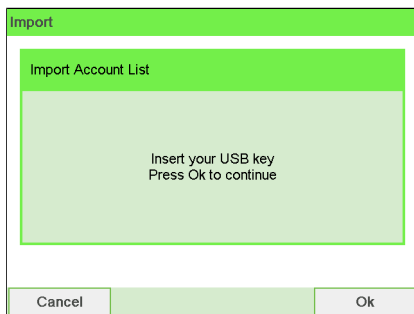 Import
Import Account List
Insert your USB key
Press Ok to continue
Cancel
Ok